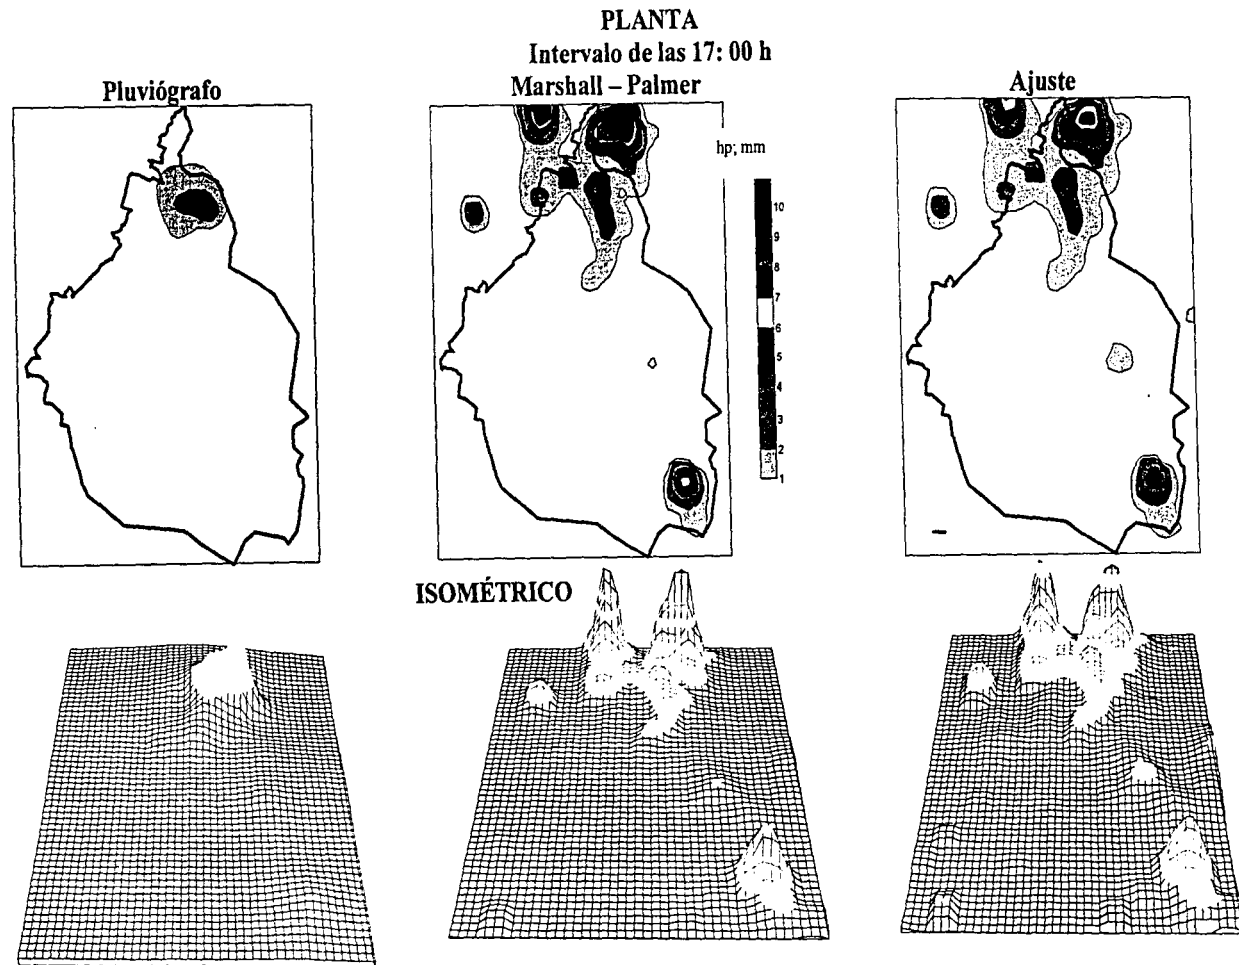 PLANTA
Intervalo de las 17: 00 h
Pluviógrafo
Marshall – Palmer
Ajuste
hp; mm
10
9
8
7
6
5
4
3
2
1
ISOMÉTRICO